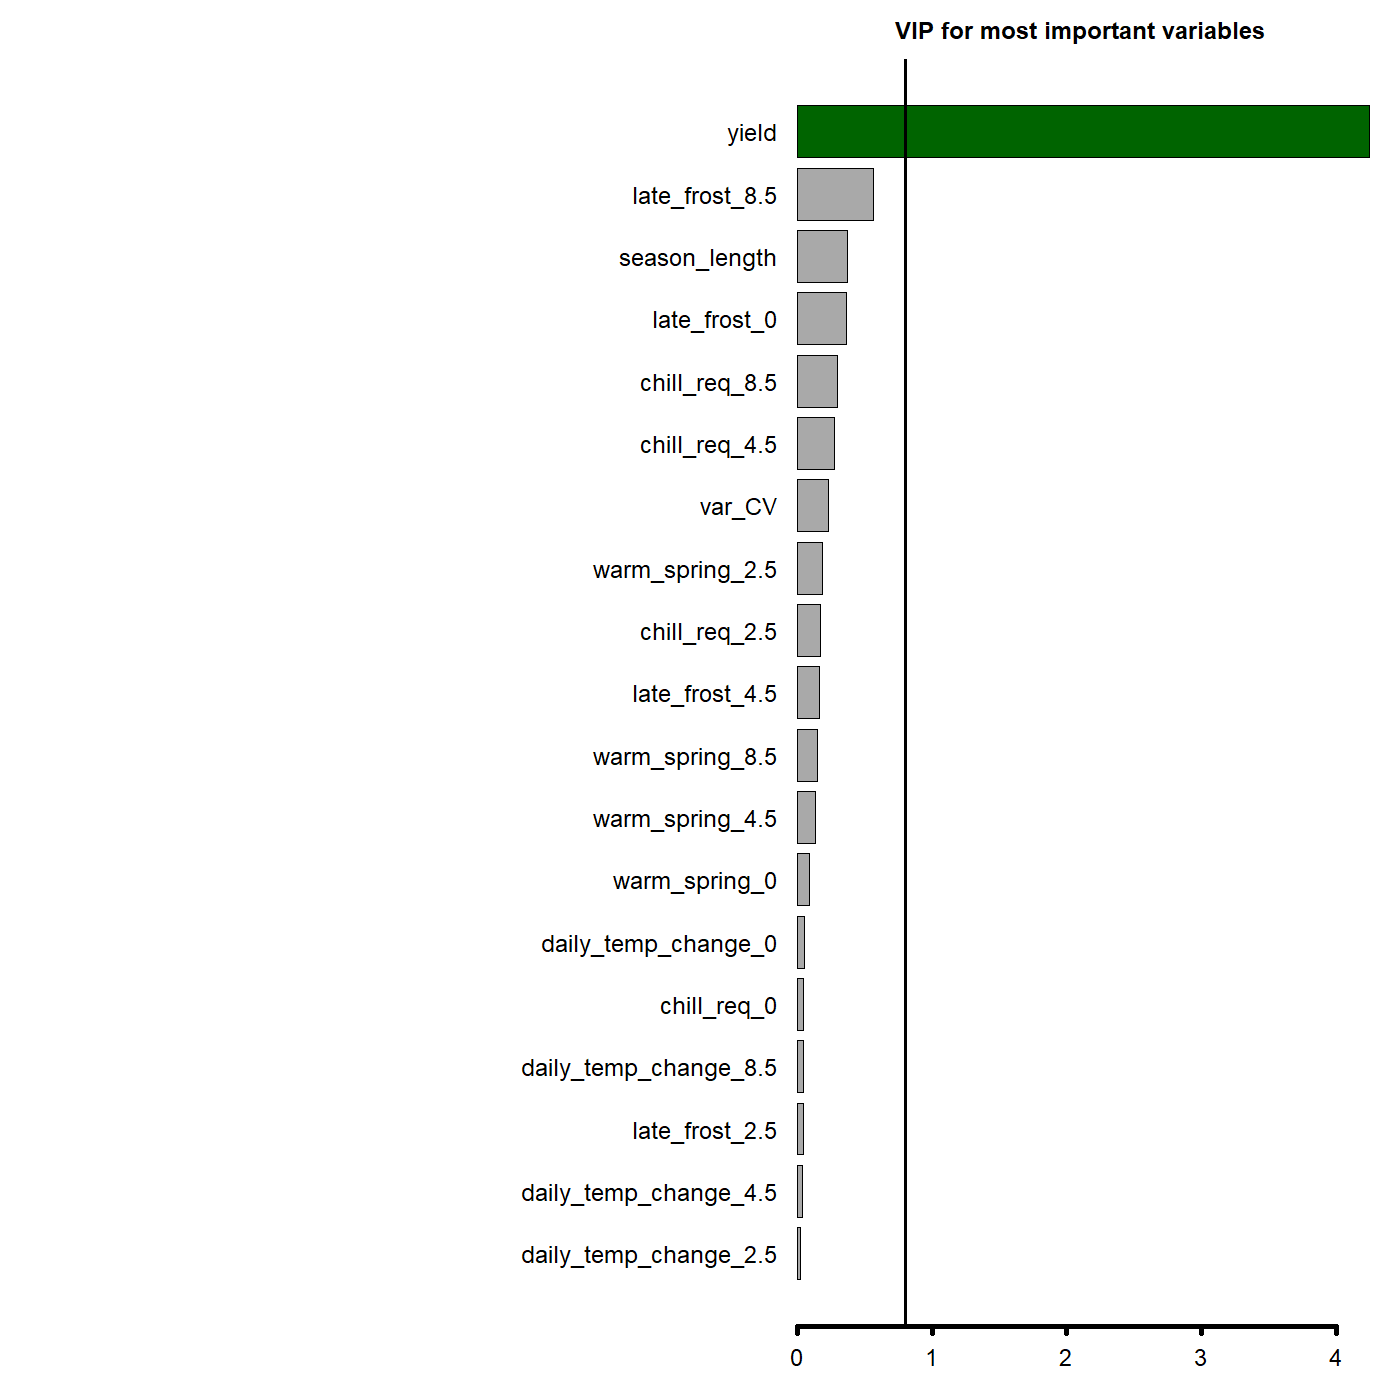 VIP for most important variables
yield
late_frost_8.5
season_length
late_frost_0
chill_req_8.5
chill_req_4.5
var_CV
warm_spring_2.5
chill_req_2.5
late_frost_4.5
warm_spring_8.5
warm_spring_4.5
warm_spring_0
daily_temp_change_0
chill_req_0
daily_temp_change_8.5
late_frost_2.5
daily_temp_change_4.5
daily_temp_change_2.5
0 1 2 3 4